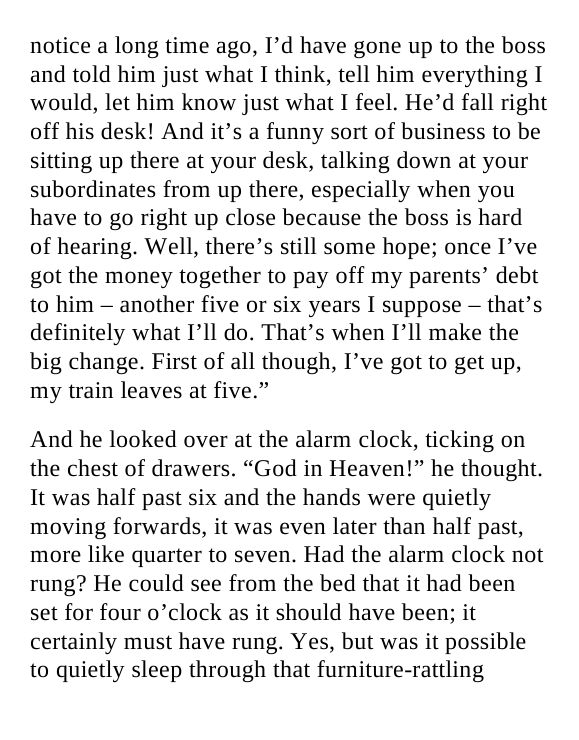 notice a long time ago, I’d have gone up to the boss
and told him just what I think, tell him everything I
would, let him know just what I feel. He’d fall right
off his desk! And it’s a funny sort of business to be
sitting up there at your desk, talking down at your
subordinates from up there, especially when you
have to go right up close because the boss is hard
of hearing. Well, there’s still some hope; once I’ve
got the money together to pay off my parents’ debt
to him – another five or six years I suppose – that’s
definitely what I’ll do. That’s when I’ll make the
big change. First of all though, I’ve got to get up,
my train leaves at five.”
And he looked over at the alarm clock, ticking on
the chest of drawers. “God in Heaven!” he thought.
It was half past six and the hands were quietly
moving forwards, it was even later than half past,
more like quarter to seven. Had the alarm clock not
rung? He could see from the bed that it had been
set for four o’clock as it should have been; it
certainly must have rung. Yes, but was it possible
to quietly sleep through that furniture-rattling